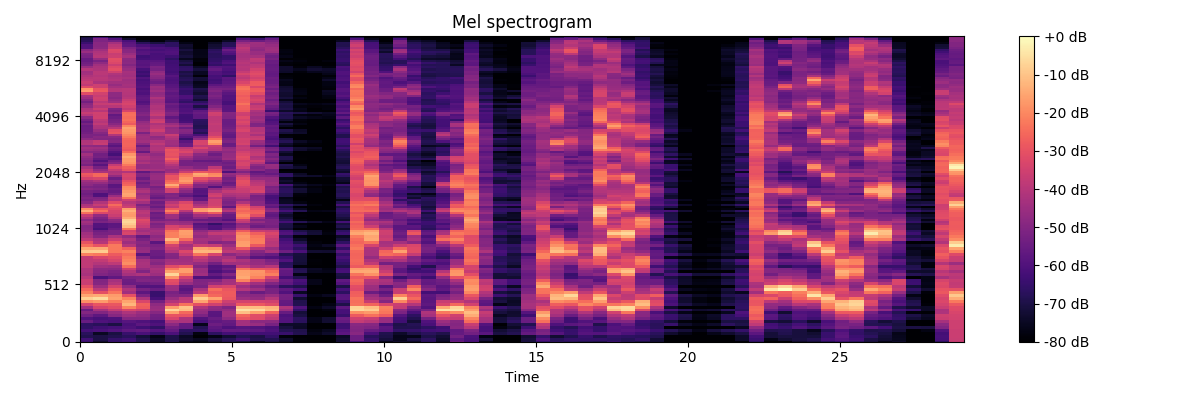 Mel spectrogram
8192
4096
2048
1024
512
0
Hz
0 5 10 15 20 25
Time
+0 dB
-10 dB
-20 dB
-30 dB
-40 dB
-50 dB
-60 dB
-70 dB
-80 dB